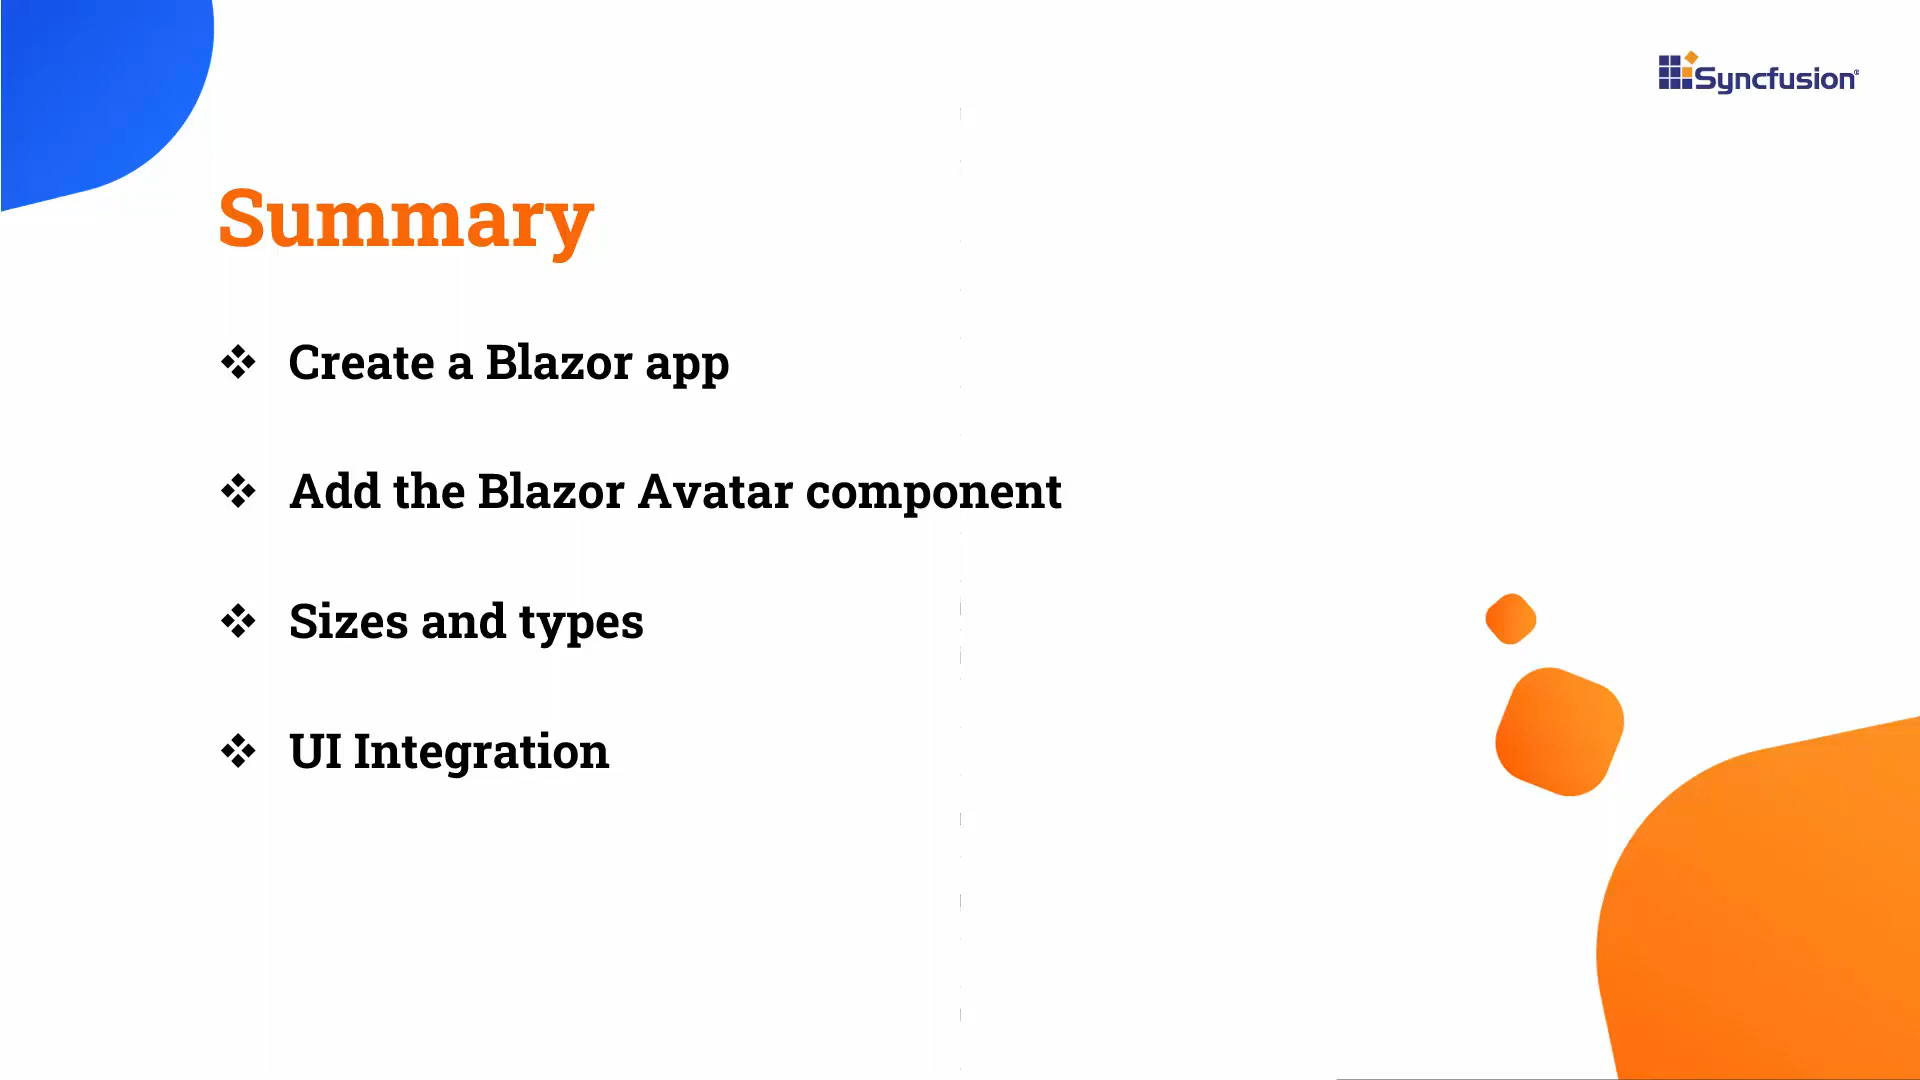 Syncfusion®
Summary
❖ Create a Blazor app
❖ Add the Blazor Avatar component
❖ Sizes and types
❖ UI Integration